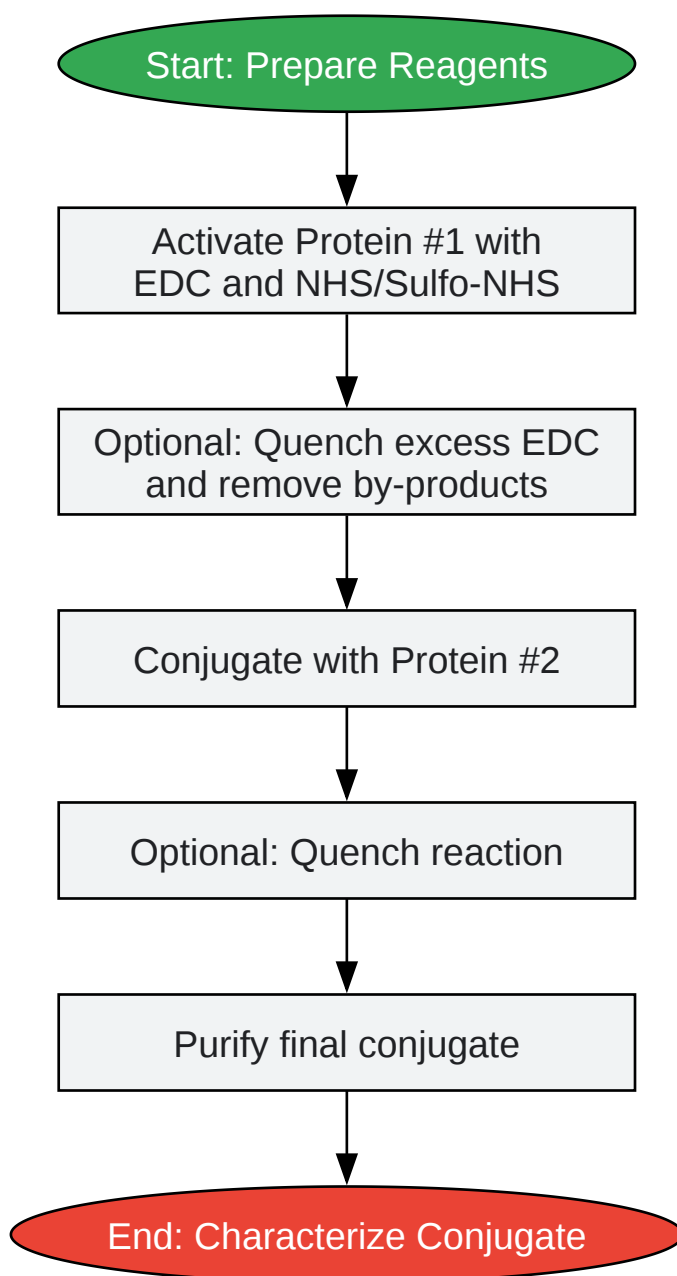 Start: Prepare Reagents
Activate Protein #1 with
EDC and NHS/Sulfo-NHS
Optional: Quench excess EDC
and remove by-products
Conjugate with Protein #2
Optional: Quench reaction
Purify final conjugate
End: Characterize Conjugate